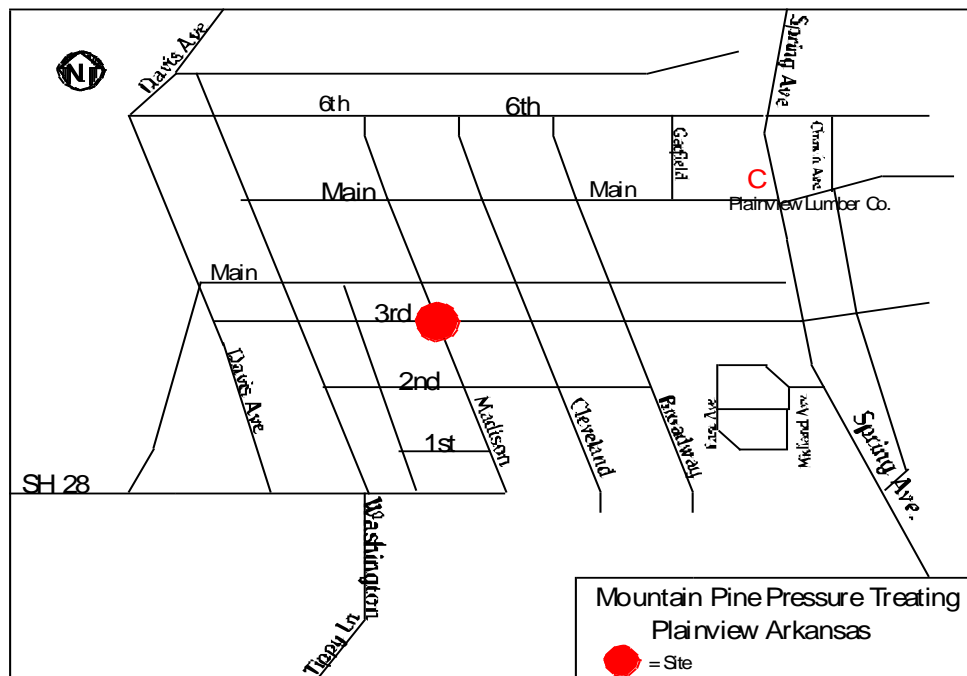 N
Davis Ave
Spring Ave
6th
6th
Garfield
Main
Main
C
Plainview Lumber Co.
Main
3rd
Davis Ave
2nd
Madison
Cleveland
Broadway
Spring Ave.
1st
SH 28
Washington
Tippy Ln
Mountain Pine Pressure Treating
Plainview Arkansas
= Site